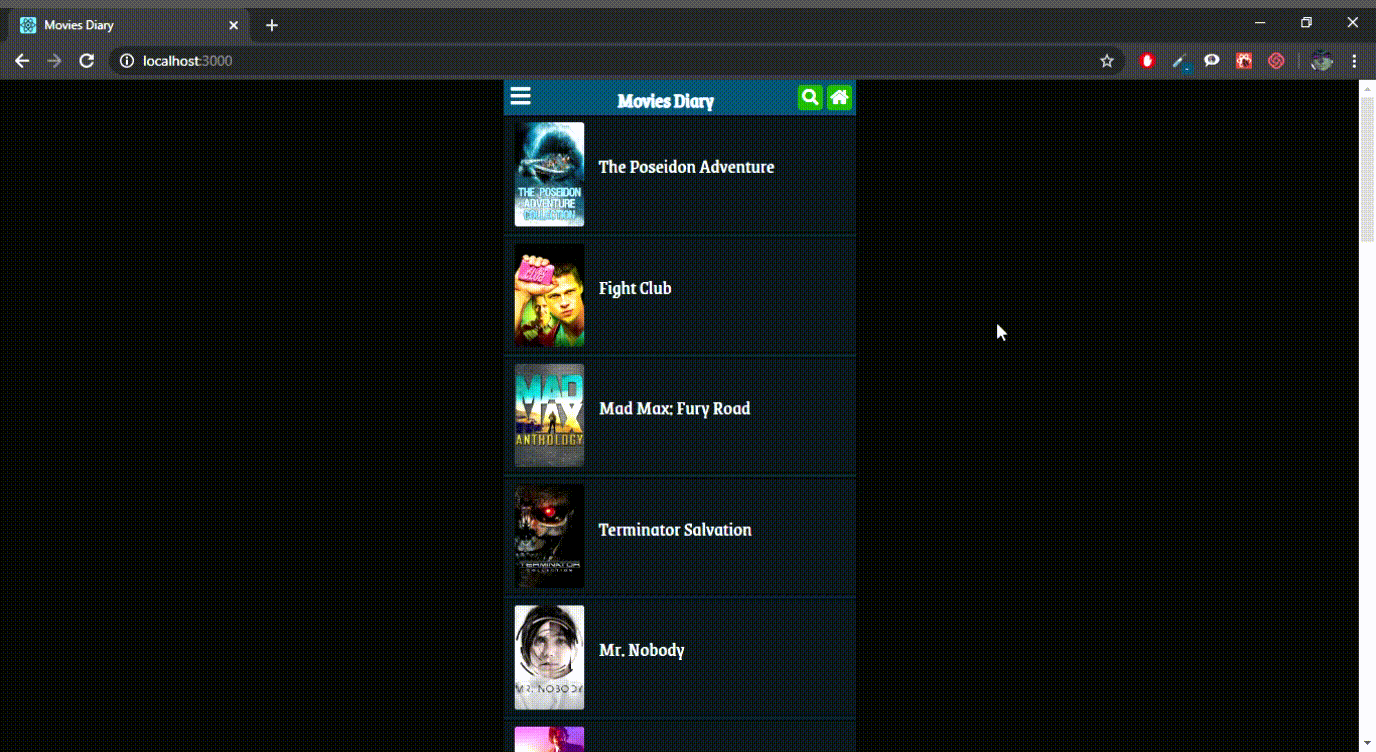 Movies Diary
localhost:3000
Movies Diary
THE POSEIDON
ADVENTURE
COLLECTION
The Poseidon Adventure
CLUB
Fight Club
MAD
MAX
ANTHOLOGY
Mad Max: Fury Road
TERMINATOR
COLLECTION
Terminator Salvation
MR. NOBODY
Mr. Nobody